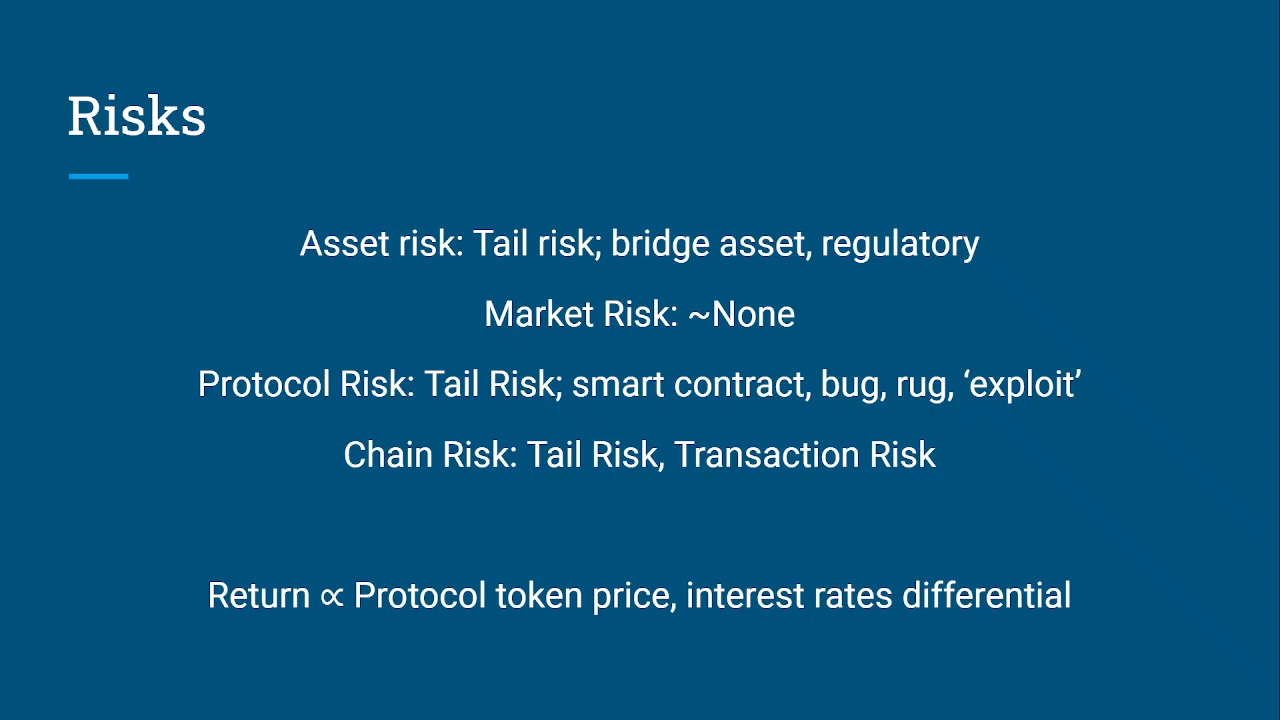 Risks
Asset risk: Tail risk; bridge asset, regulatory
Market Risk: ~None
Protocol Risk: Tail Risk; smart contract, bug, rug, ‘exploit’
Chain Risk: Tail Risk, Transaction Risk
Return ∝ Protocol token price, interest rates differential